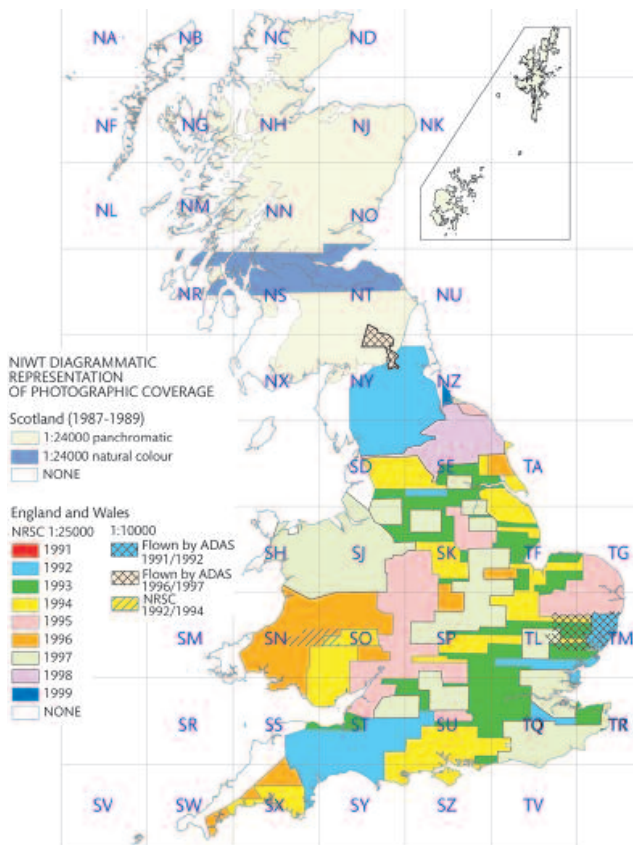 NA NB NC ND
NF NG NH NJ NK
NL NM NN NO
NR NS NT NU
NIWT DIAGRAMMATIC
REPRESENTATION
OF PHOTOGRAPHIC COVERAGE
NX NY NZ
Scotland (1987-1989)
1:24000 panchromatic
1:24000 natural colour
NONE
SD SE TA
England and Wales
NRSC 1:25000
1991
1992
1993
1994
1995
1996
1997
1998
1999
NONE
1:10000
Flown by ADAS
1991/1992
Flown by ADAS
1996/1997
NRSC
1992/1994
SH SJ SK TF TG
SM SN SO SP TL TM
SR SS ST SU TQ TR
SV SW SX SY SZ TV